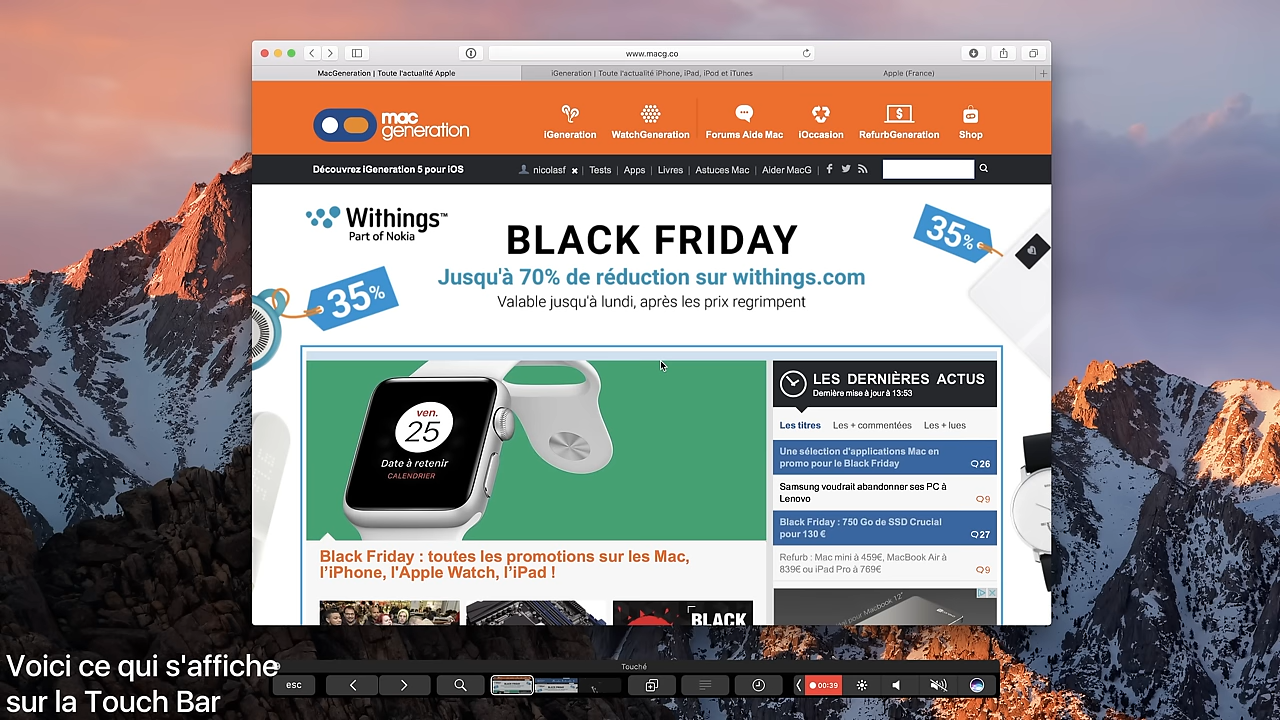 www.macg.co
MacGeneration | Toute l'actualité Apple
iGeneration | Toute l'actualité iPhone, iPad, iPod et iTunes
Apple (France)
mac
generation
iGeneration
WatchGeneration
Forums Aide Mac
iOccasion
RefurbGeneration
Shop
Découvrez iGeneration 5 pour iOS
nicolasf | Tests | Apps | Livres | Astuces Mac | Aider MacG |
Withings™
Part of Nokia
BLACK FRIDAY
Jusqu'à 70% de réduction sur withings.com
Valable jusqu'à lundi, après les prix regrimpent
35%
35%
ven.
25
Date à retenir
CALENDRIER
Black Friday : toutes les promotions sur les Mac,
l'iPhone, l'Apple Watch, l'iPad !
BLACK
LES DERNIÈRES ACTUS
Dernière mise à jour à 13:53
Les titres Les + commentées Les + lues
Une sélection d'applications Mac en
promo pour le Black Friday 26
Samsung voudrait abandonner ses PC à
Lenovo 9
Black Friday : 750 Go de SSD Crucial
pour 130 € 27
Refurb : Mac mini à 459€, MacBook Air à
839€ ou iPad Pro à 769€ 9
pour Macbook 12"
Voici ce qui s'affiche
sur la Touch Bar
Touché
esc
00:39